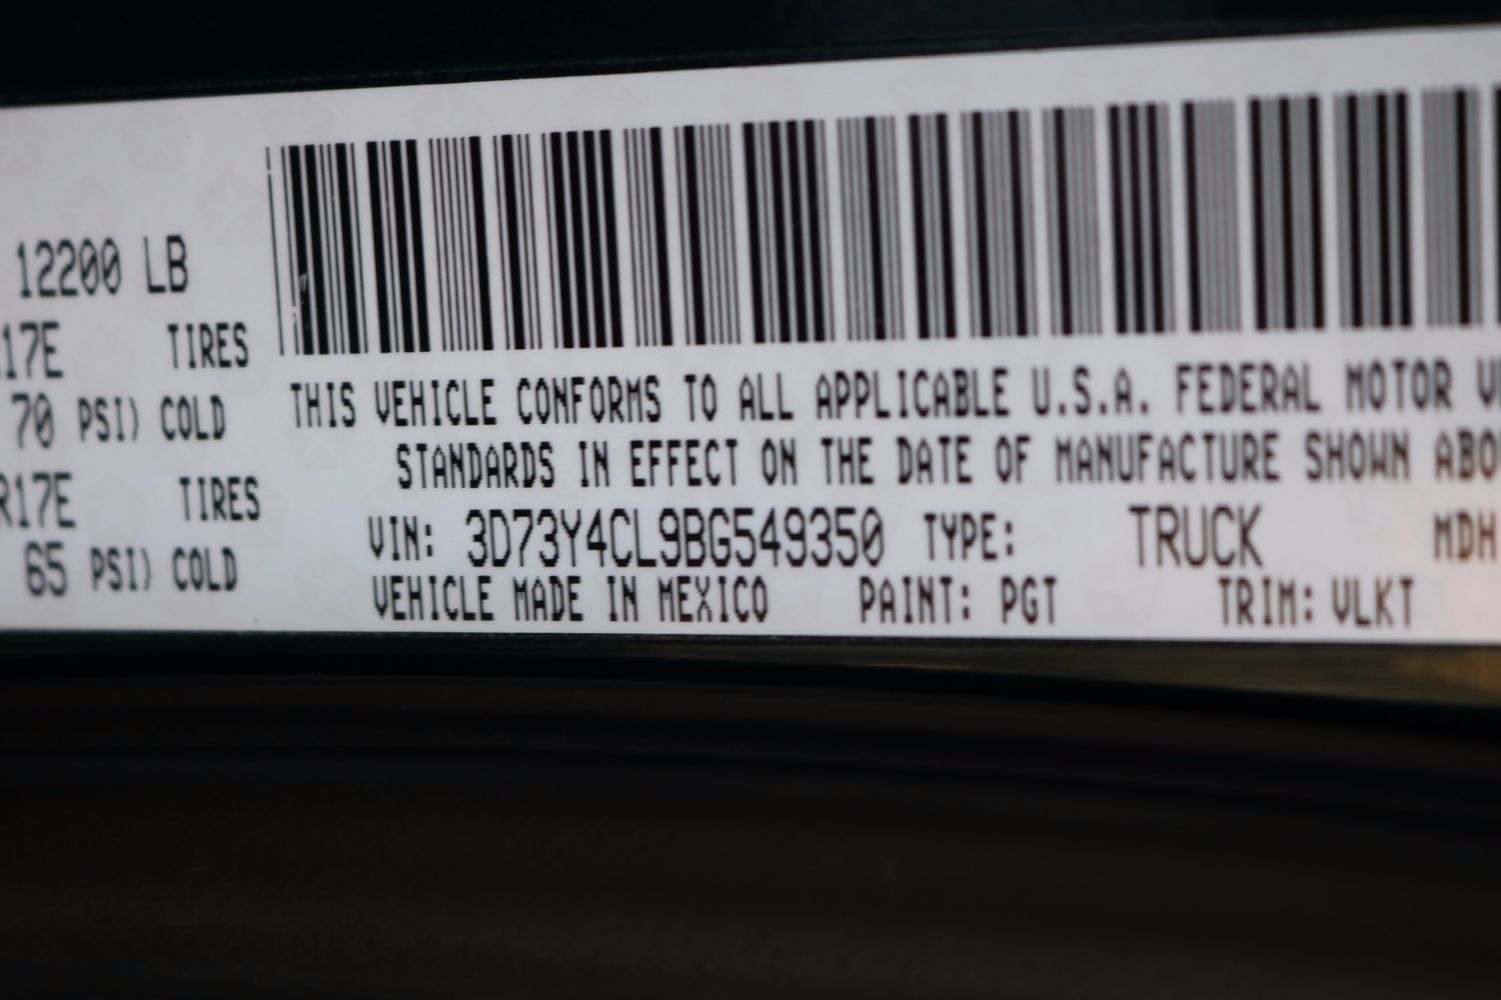 12200 LB
17E TIRES
70 PSI) COLD
R17E TIRES
65 PSI) COLD
THIS VEHICLE CONFORMS TO ALL APPLICABLE U.S.A. FEDERAL MOTOR V
STANDARDS IN EFFECT ON THE DATE OF MANUFACTURE SHOWN ABO
VIN: 3D73Y4CL9BG549350 TYPE: TRUCK MDH
VEHICLE MADE IN MEXICO PAINT: PGT TRIM: VLKT